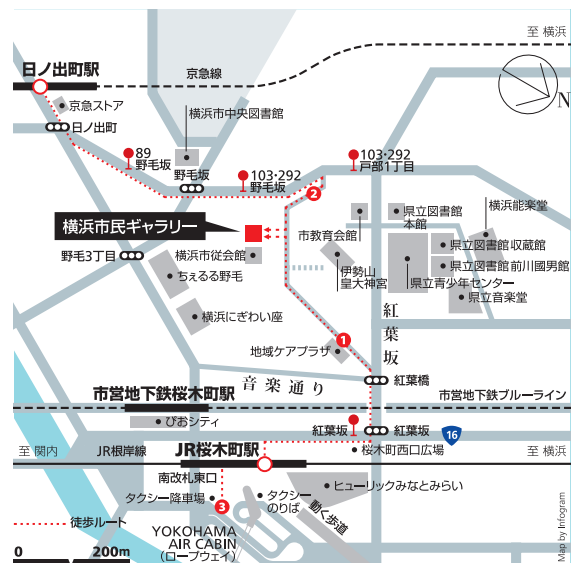 至 横浜
日ノ出町駅
京急線
N
京急ストア
横浜市中央図書館
日ノ出町
89
野毛坂
野毛坂
103・292
野毛坂
103・292
戸部1丁目
2
横浜市民ギャラリー
市教育会館
県立図書館
本館
横浜能楽堂
野毛3丁目
横浜市従会館
ちぇるる野毛
伊勢山
皇大神宮
県立図書館収蔵館
県立図書館前川國男館
県立青少年センター
県立音楽堂
横浜にぎわい座
紅葉坂
1
地域ケアプラザ
音楽通り
紅葉橋
市営地下鉄桜木町駅
市営地下鉄ブルーライン
ぴおシティ
紅葉坂
紅葉坂
16
至 関内
JR根岸線
JR桜木町駅
桜木町西口広場
至 横浜
南改札東口
タクシー降車場
3
タクシー
のりば
ヒューリックみなとみらい
動く歩道
徒歩ルート
YOKOHAMA
AIR CABIN
(ロープウェイ)
0
200m
Map by Infogram